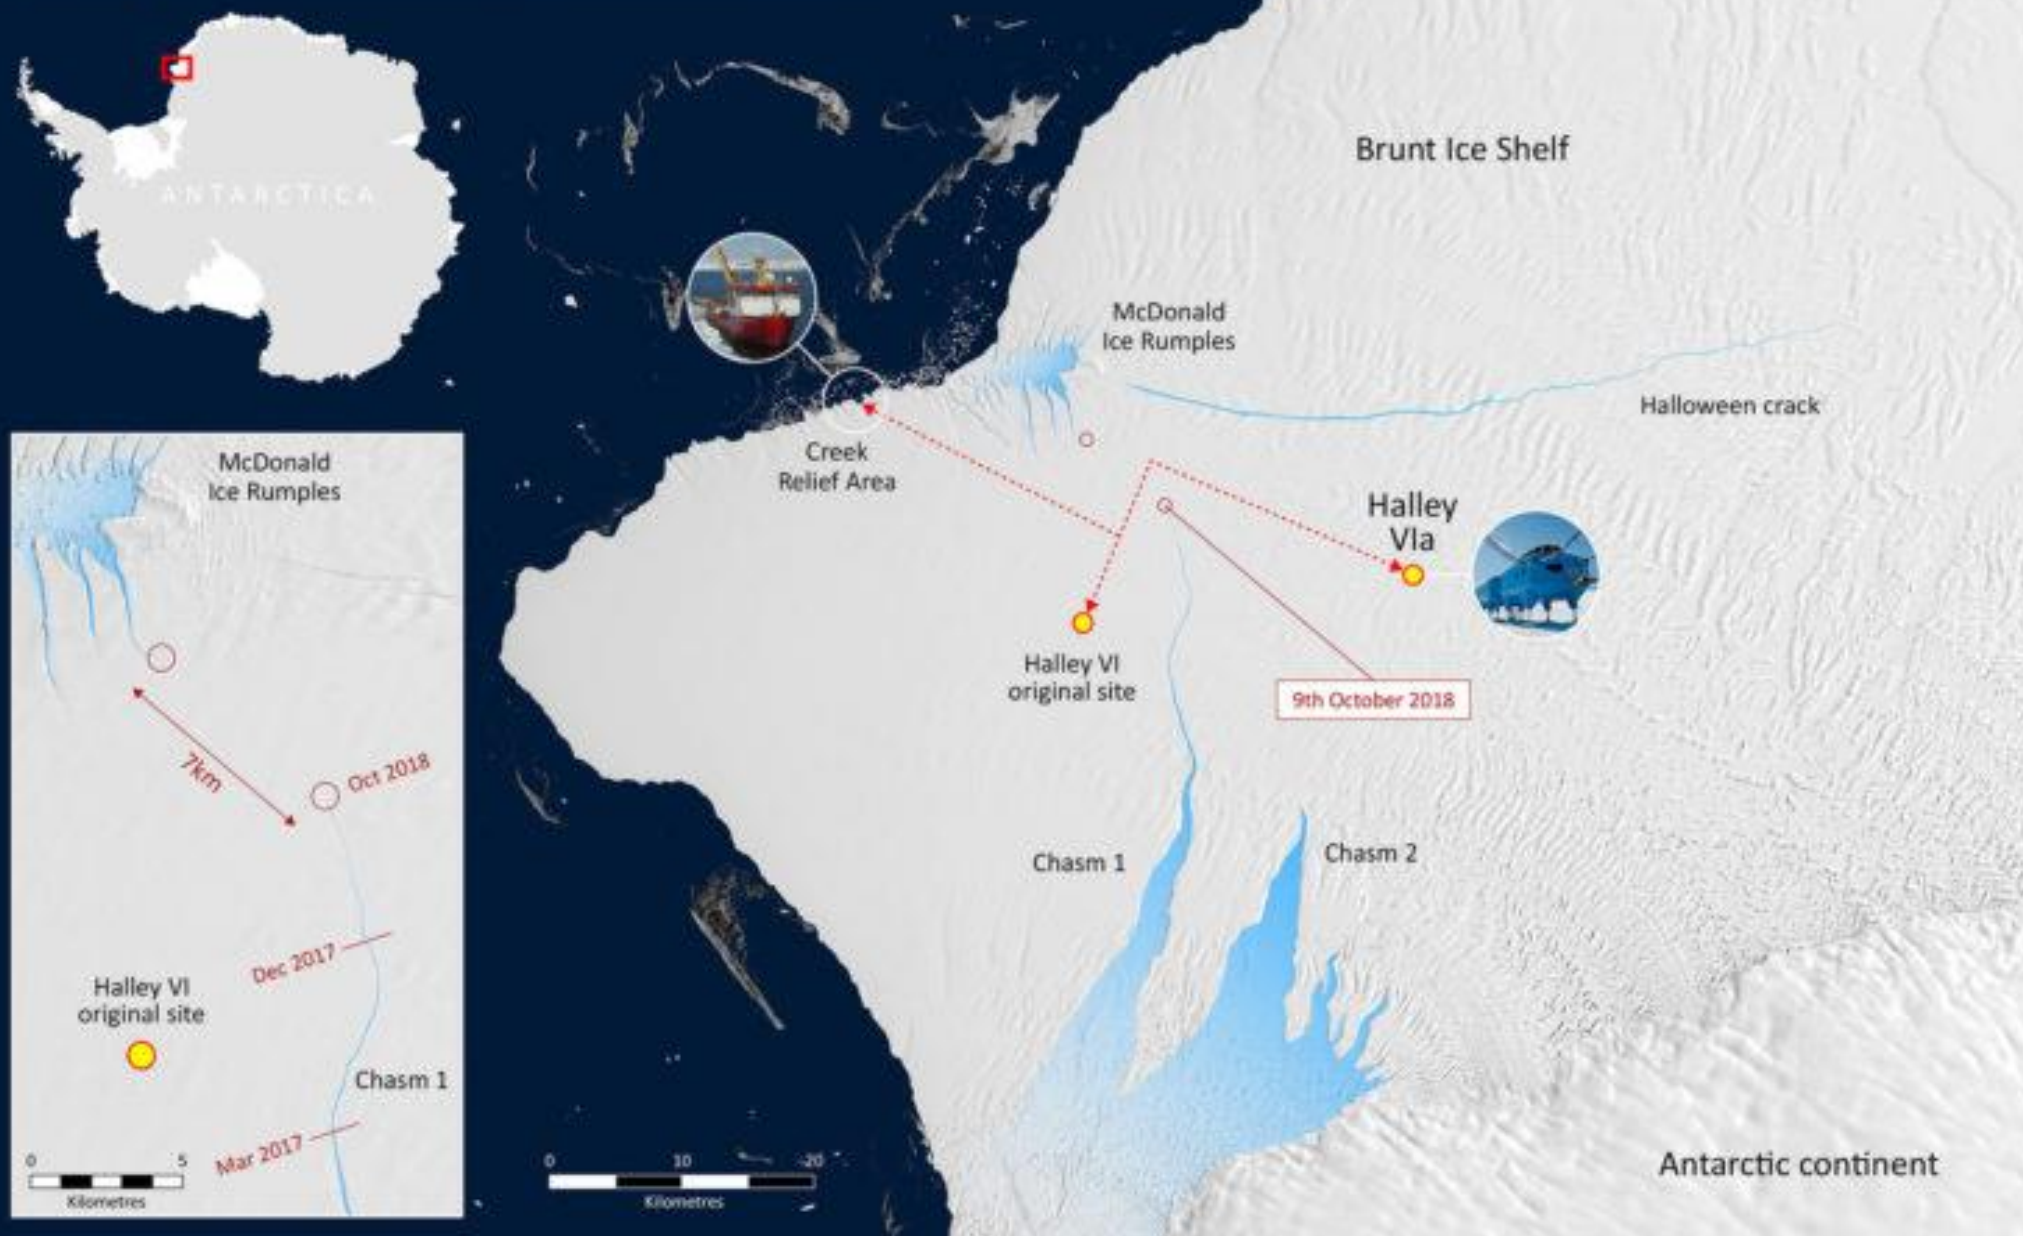 ANTARCTICA
Brunt Ice Shelf
McDonald
Ice Rumples
Halloween crack
Creek
Relief Area
Halley
VIa
Halley VI
original site
9th October 2018
Chasm 1
Chasm 2
Antarctic continent
0 10 20
Kilometres
McDonald
Ice Rumples
7km
Oct 2018
Dec 2017
Halley VI
original site
Chasm 1
Mar 2017
0 5
Kilometres